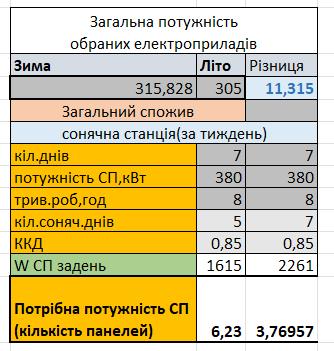 Загальна потужність
обраних електроприладів
Зима Літо Різниця
315,828 305 11,315
Загальний спожив
сонячна станція(за тиждень)
кіл.днів 7 7
потужність СП,кВт 380 380
трив.роб,год 8 8
кіл.соняч.днів 5 7
ККД 0,85 0,85
W СП задень 1615 2261
Потрібна потужність СП
(кількість панелей) 6,23 3,76957